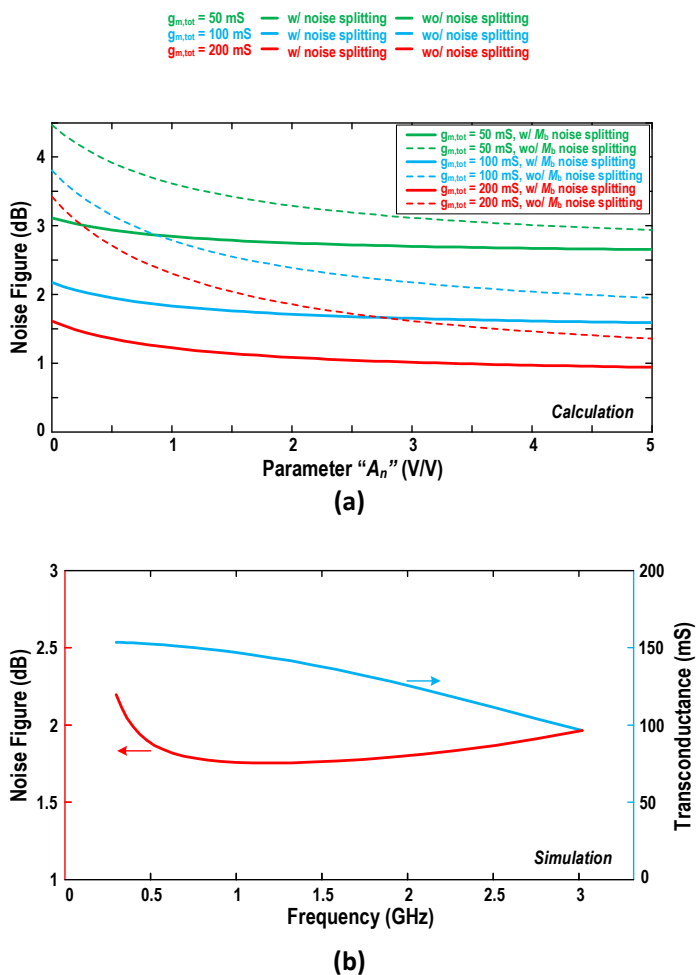 gm,tot = 50 mS w/ noise splitting wo/ noise splitting
gm,tot = 100 mS w/ noise splitting wo/ noise splitting
gm,tot = 200 mS w/ noise splitting wo/ noise splitting
gm,tot = 50 mS, w/ Mb noise splitting
gm,tot = 50 mS, wo/ Mb noise splitting
gm,tot = 100 mS, w/ Mb noise splitting
gm,tot = 100 mS, wo/ Mb noise splitting
gm,tot = 200 mS, w/ Mb noise splitting
gm,tot = 200 mS, wo/ Mb noise splitting
Noise Figure (dB)
4
3
2
1
0
Calculation
0 1 2 3 4 5
Parameter “An” (V/V)
(a)
Noise Figure (dB)
3
2.5
2
1.5
1
200
150
100
50
0
Transconductance (mS)
Simulation
0 0.5 1 1.5 2 2.5 3
Frequency (GHz)
(b)